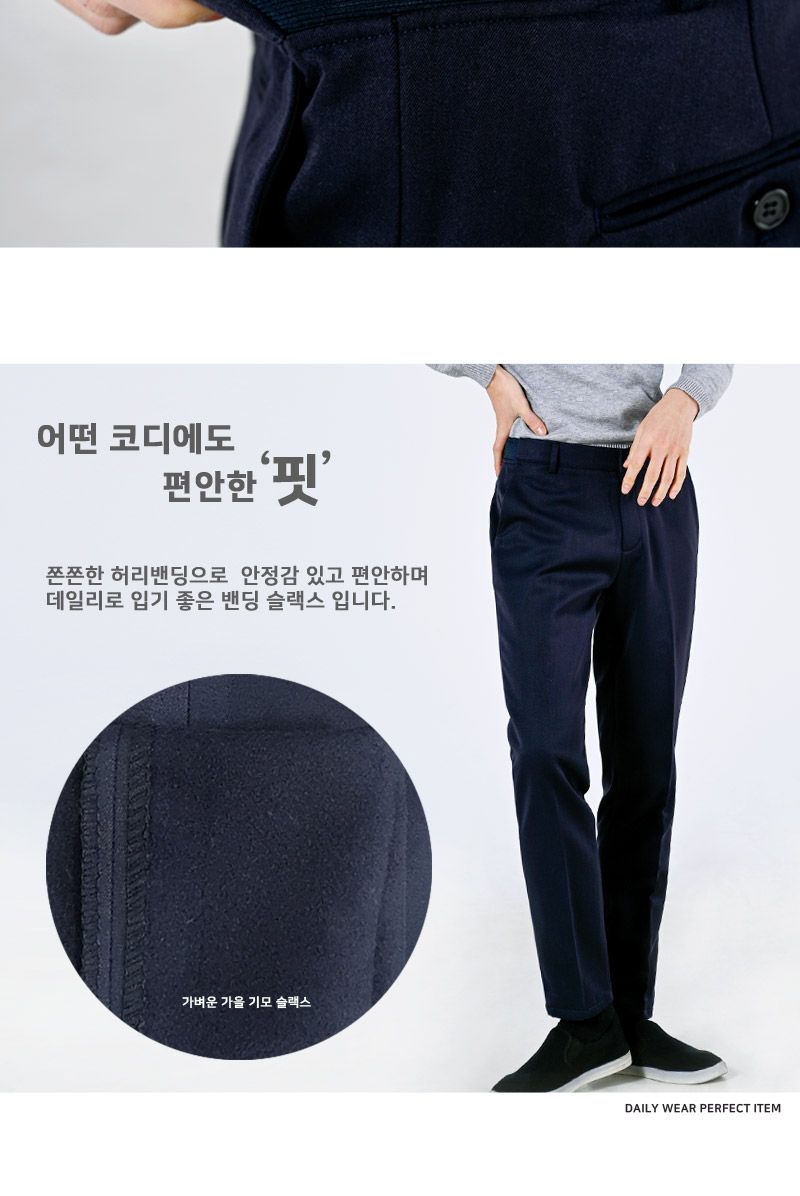 어떤 코디에도
편안한 ‘핏’
쫀쫀한 허리밴딩으로 안정감 있고 편안하며
데일리로 입기 좋은 밴딩 슬랙스 입니다.
가벼운 가을 기모 슬랙스
DAILY WEAR PERFECT ITEM